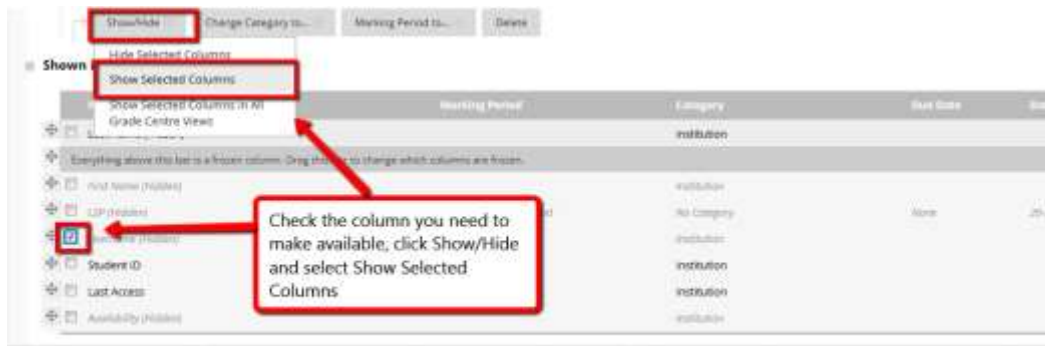 Show/Hide Change Category to... Marking Period to... Delete
Hide Selected Columns
Shown
Show Selected Columns
Show Selected Columns in All
Grade Centre Views
Marking Period Category Due Date
Institution
Everything above this bar is a frozen column. Drag this bar to change which columns are frozen.
First Name (Hidden) Institution
(Hidden) No Category None
(Hidden) Institution
Student ID Institution
Last Access Institution
Availability (Hidden) Institution
Check the column you need to
make available, click Show/Hide
and select Show Selected
Columns